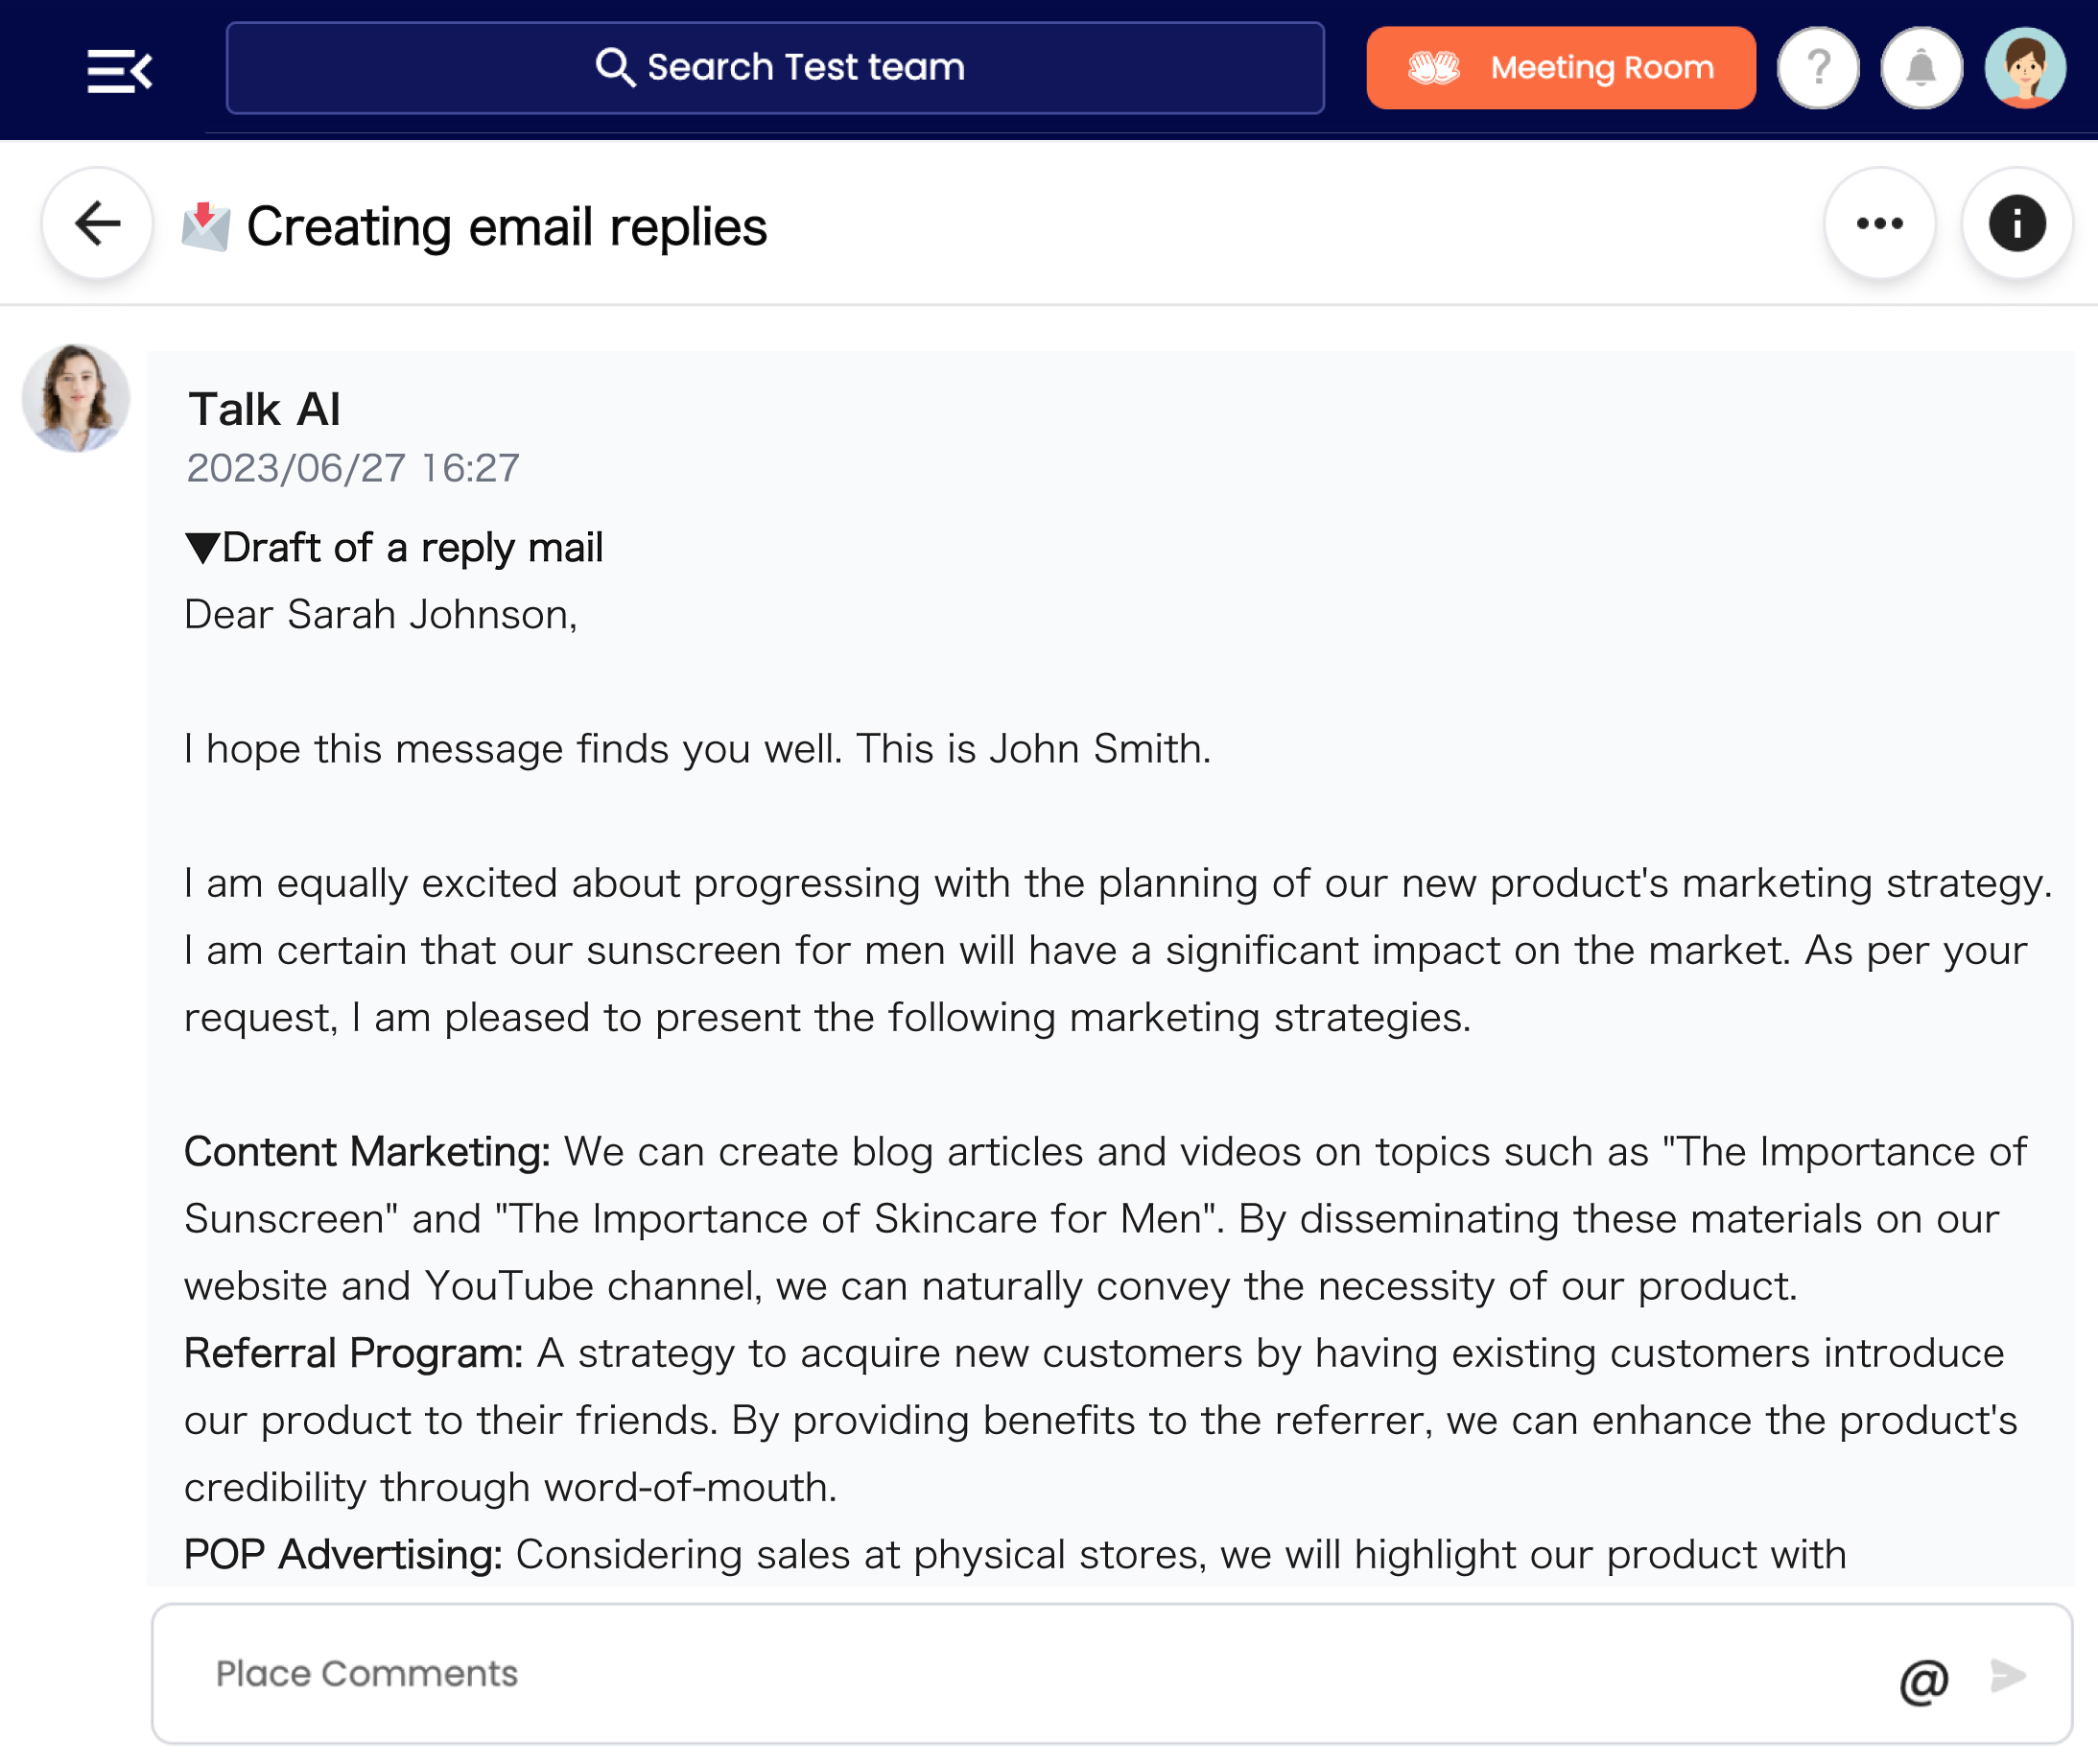 Search Test team
Meeting Room
?
Creating email replies
Talk AI
2023/06/27 16:27
▼Draft of a reply mail
Dear Sarah Johnson,
I hope this message finds you well. This is John Smith.
I am equally excited about progressing with the planning of our new product's marketing strategy.
I am certain that our sunscreen for men will have a significant impact on the market. As per your
request, I am pleased to present the following marketing strategies.
Content Marketing: We can create blog articles and videos on topics such as "The Importance of
Sunscreen" and "The Importance of Skincare for Men". By disseminating these materials on our
website and YouTube channel, we can naturally convey the necessity of our product.
Referral Program: A strategy to acquire new customers by having existing customers introduce
our product to their friends. By providing benefits to the referrer, we can enhance the product's
credibility through word-of-mouth.
POP Advertising: Considering sales at physical stores, we will highlight our product with
Place Comments
@